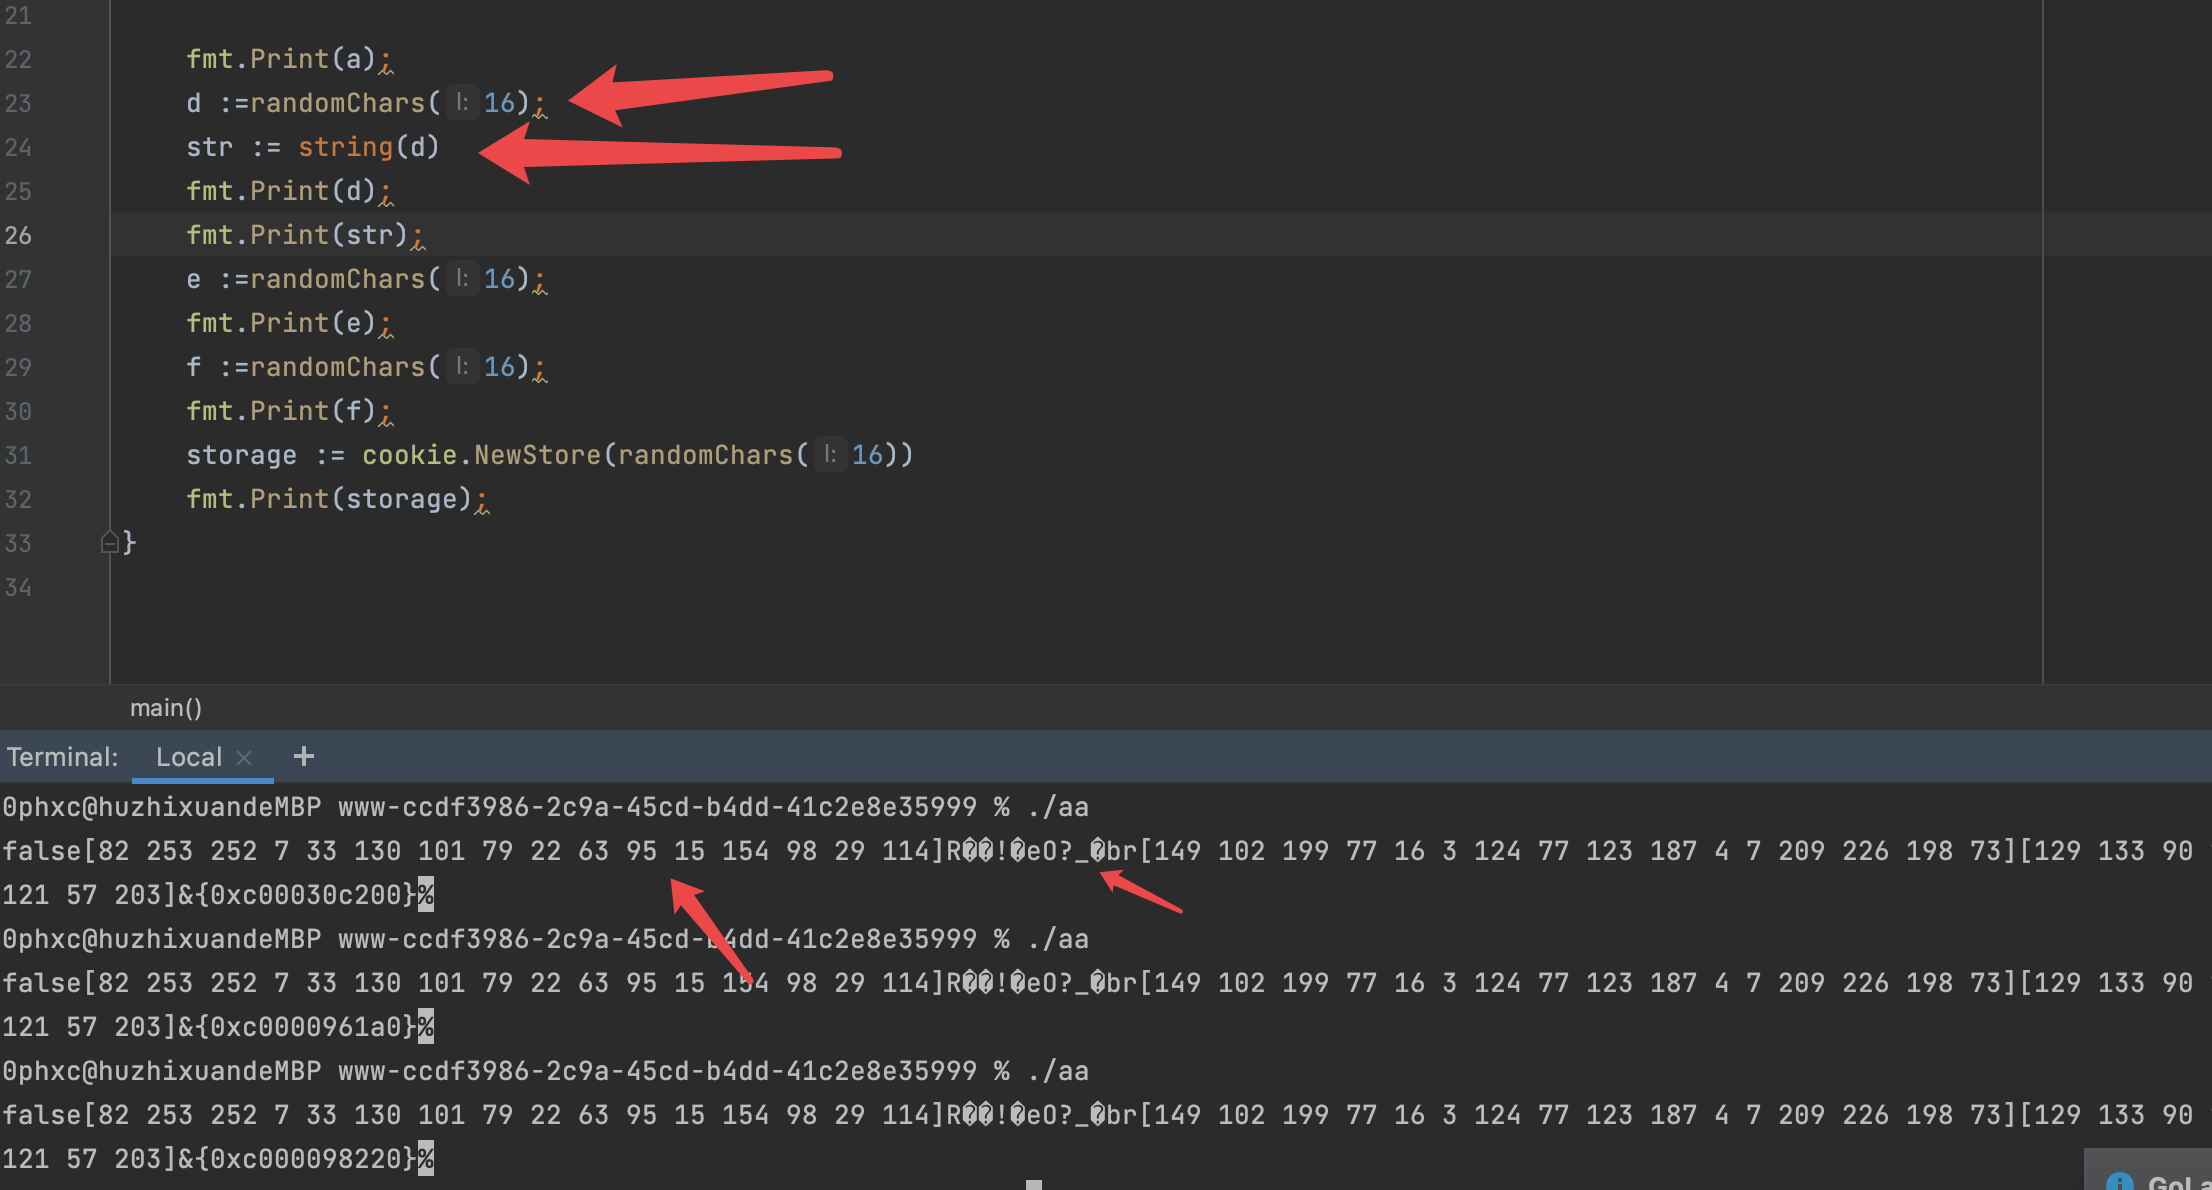 21
22 fmt.Print(a);
23 d :=randomChars( l: 16);
24 str := string(d)
25 fmt.Print(d);
26 fmt.Print(str);
27 e :=randomChars( l: 16);
28 fmt.Print(e);
29 f :=randomChars( l: 16);
30 fmt.Print(f);
31 storage := cookie.NewStore(randomChars( l: 16))
32 fmt.Print(storage);
33 }
34
main()
Terminal: Local × +
0phxc@huzhixuandeMBP www-ccdf3986-2c9a-45cd-b4dd-41c2e8e35999 % ./aa
false[82 253 252 7 33 130 101 79 22 63 95 15 154 98 29 114]R��!�eO?_�br[149 102 199 77 16 3 124 77 123 187 4 7 209 226 198 73][129 133 90
121 57 203]&{0xc00030c200}%
0phxc@huzhixuandeMBP www-ccdf3986-2c9a-45cd-b4dd-41c2e8e35999 % ./aa
false[82 253 252 7 33 130 101 79 22 63 95 15 154 98 29 114]R��!�eO?_�br[149 102 199 77 16 3 124 77 123 187 4 7 209 226 198 73][129 133 90
121 57 203]&{0xc0000961a0}%
0phxc@huzhixuandeMBP www-ccdf3986-2c9a-45cd-b4dd-41c2e8e35999 % ./aa
false[82 253 252 7 33 130 101 79 22 63 95 15 154 98 29 114]R��!�eO?_�br[149 102 199 77 16 3 124 77 123 187 4 7 209 226 198 73][129 133 90
121 57 203]&{0xc000098220}%